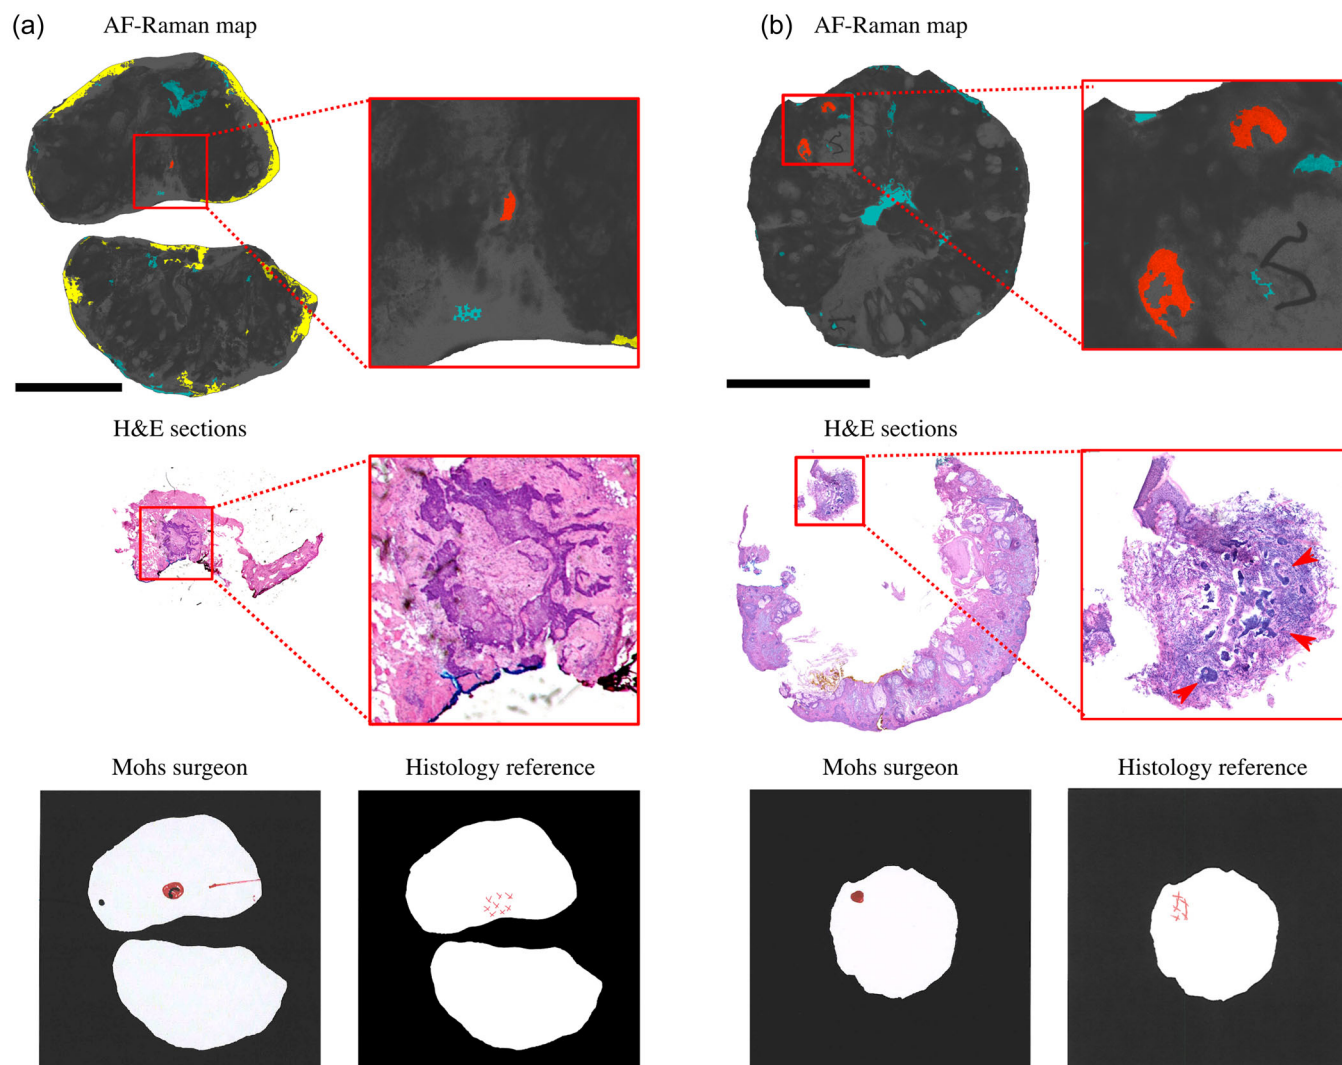 (a)
AF-Raman map
(b)
AF-Raman map
H&E sections
H&E sections
Mohs surgeon
Histology reference
Mohs surgeon
Histology reference